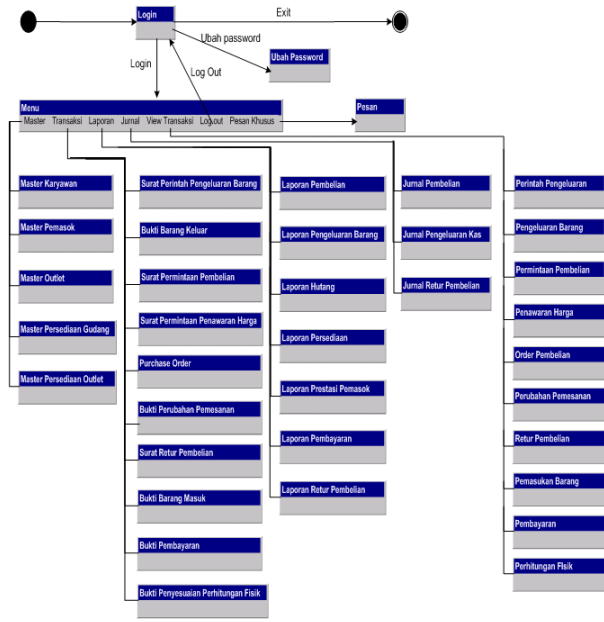 Login
Exit
Ubah password
Ubah Password
Login
Log Out
Menu
Master Transaksi Laporan Jurnal View Transaksi LogOut Pesan Khusus
Pesan
Master Karyawan
Master Pemasok
Master Outlet
Master Persediaan Gudang
Master Persediaan Outlet
Surat Perintah Pengeluaran Barang
Bukti Barang Keluar
Surat Permintaan Pembelian
Surat Permintaan Penawaran Harga
Purchase Order
Bukti Perubahan Pemesanan
Surat Retur Pembelian
Bukti Barang Masuk
Bukti Pembayaran
Bukti Penyesuaian Perhitungan Fisik
Laporan Pembelian
Laporan Pengeluaran Barang
Laporan Hutang
Laporan Persediaan
Laporan Prestasi Pemasok
Laporan Pembayaran
Laporan Retur Pembelian
Jurnal Pembelian
Jurnal Pengeluaran Kas
Jurnal Retur Pembelian
Perintah Pengeluaran
Pengeluaran Barang
Permintaan Pembelian
Penawaran Harga
Order Pembelian
Perubahan Pemesanan
Retur Pembelian
Pemasukan Barang
Pembayaran
Perhitungan FIsik